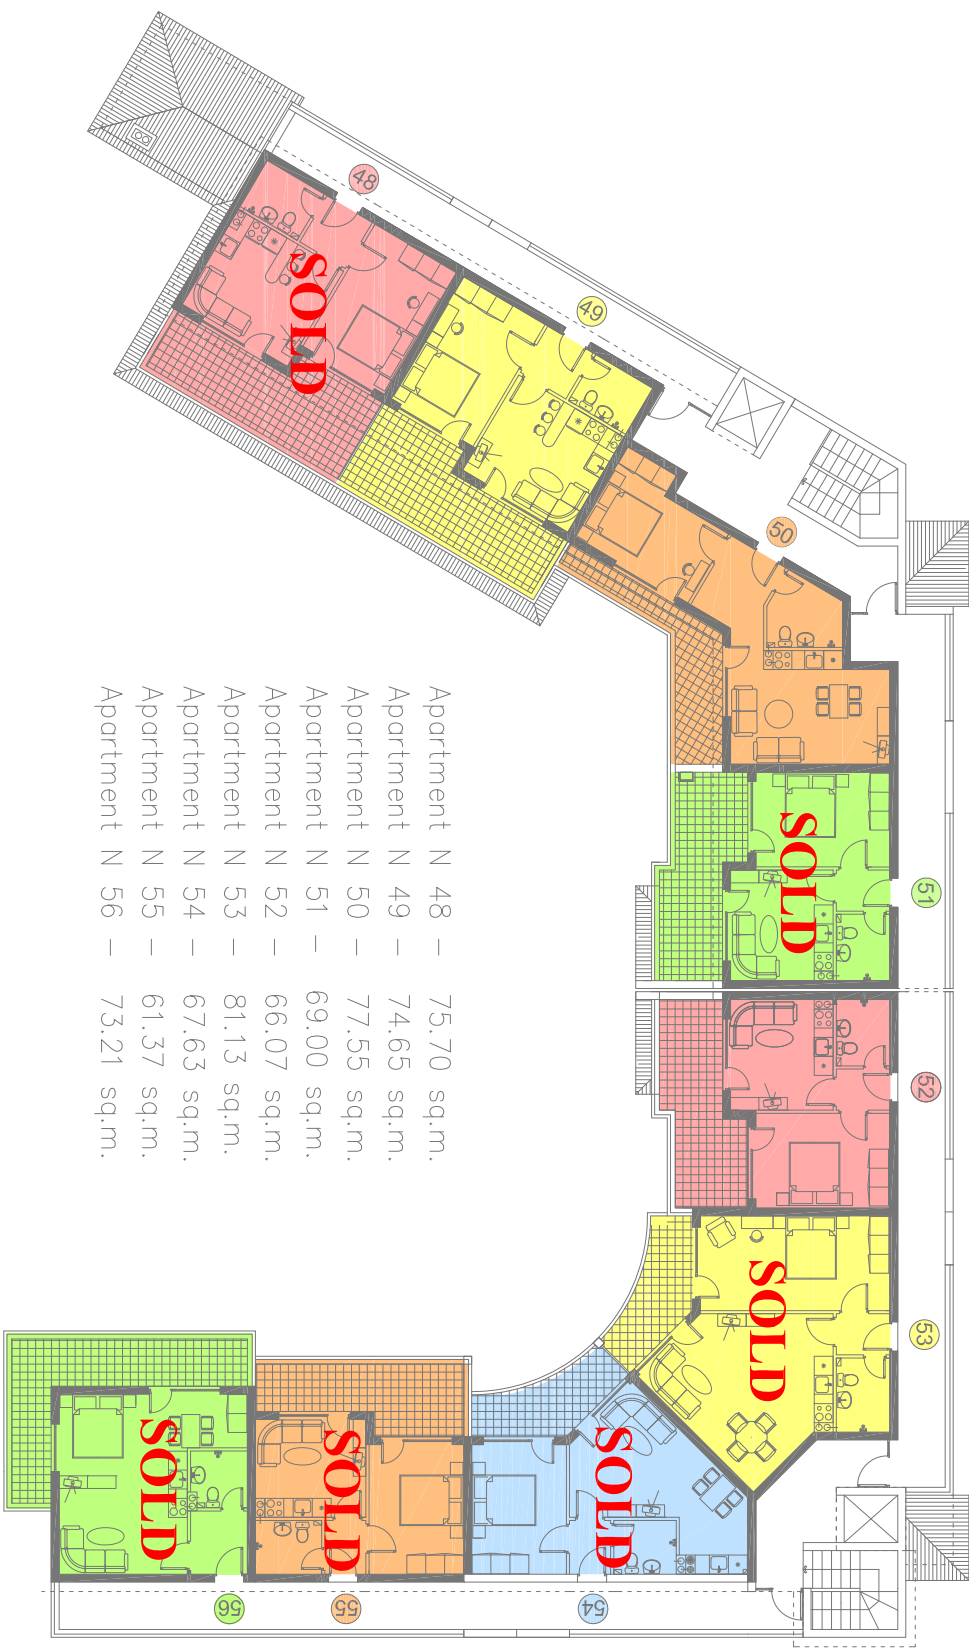 48
SOLD
49
50
51
SOLD
52
53
SOLD
54
SOLD
55
SOLD
56
SOLD
Apartment N 48 – 75.70 sq.m.
Apartment N 49 – 74.65 sq.m.
Apartment N 50 – 77.55 sq.m.
Apartment N 51 – 69.00 sq.m.
Apartment N 52 – 66.07 sq.m.
Apartment N 53 – 81.13 sq.m.
Apartment N 54 – 67.63 sq.m.
Apartment N 55 – 61.37 sq.m.
Apartment N 56 – 73.21 sq.m.